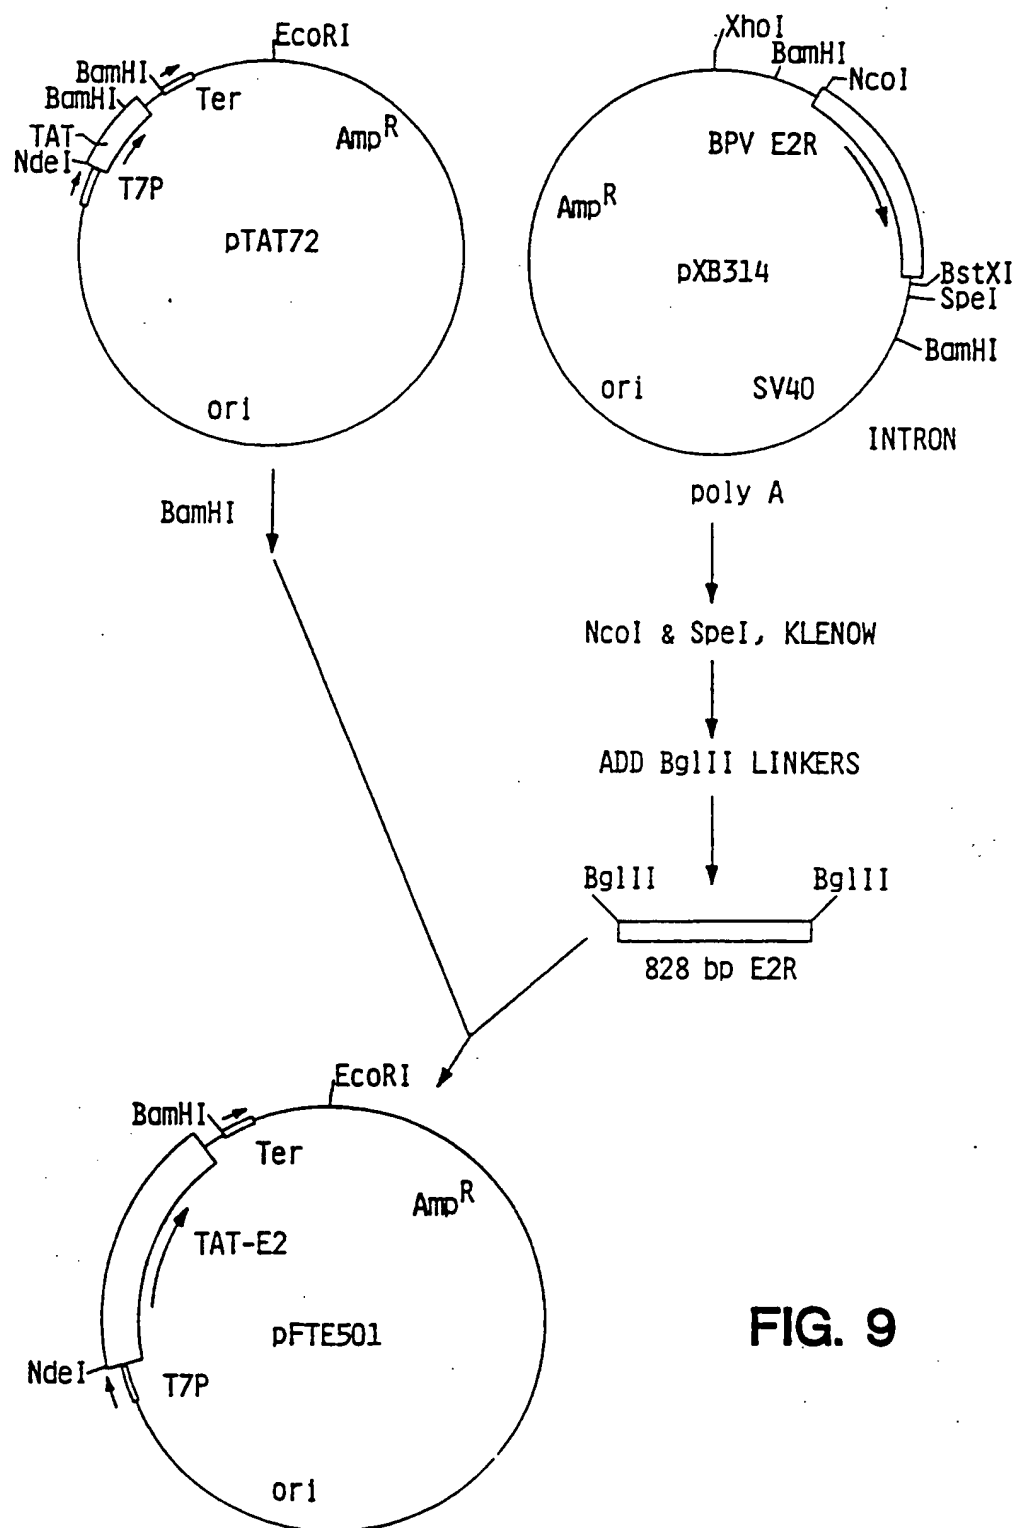 EcoRI
BamHI
BamHI
TAT
NdeI
Ter
T7P
AmpR
pTAT72
ori
BamHI
XhoI
BamHI
NcoI
BPV E2R
AmpR
pXB314
BstXI
SpeI
BamHI
ori
SV40
INTRON
poly A
NcoI & SpeI, KLENOW
ADD BglII LINKERS
BglII
BglII
828 bp E2R
EcoRI
BamHI
Ter
AmpR
TAT-E2
pFTE501
NdeI
T7P
ori
FIG. 9